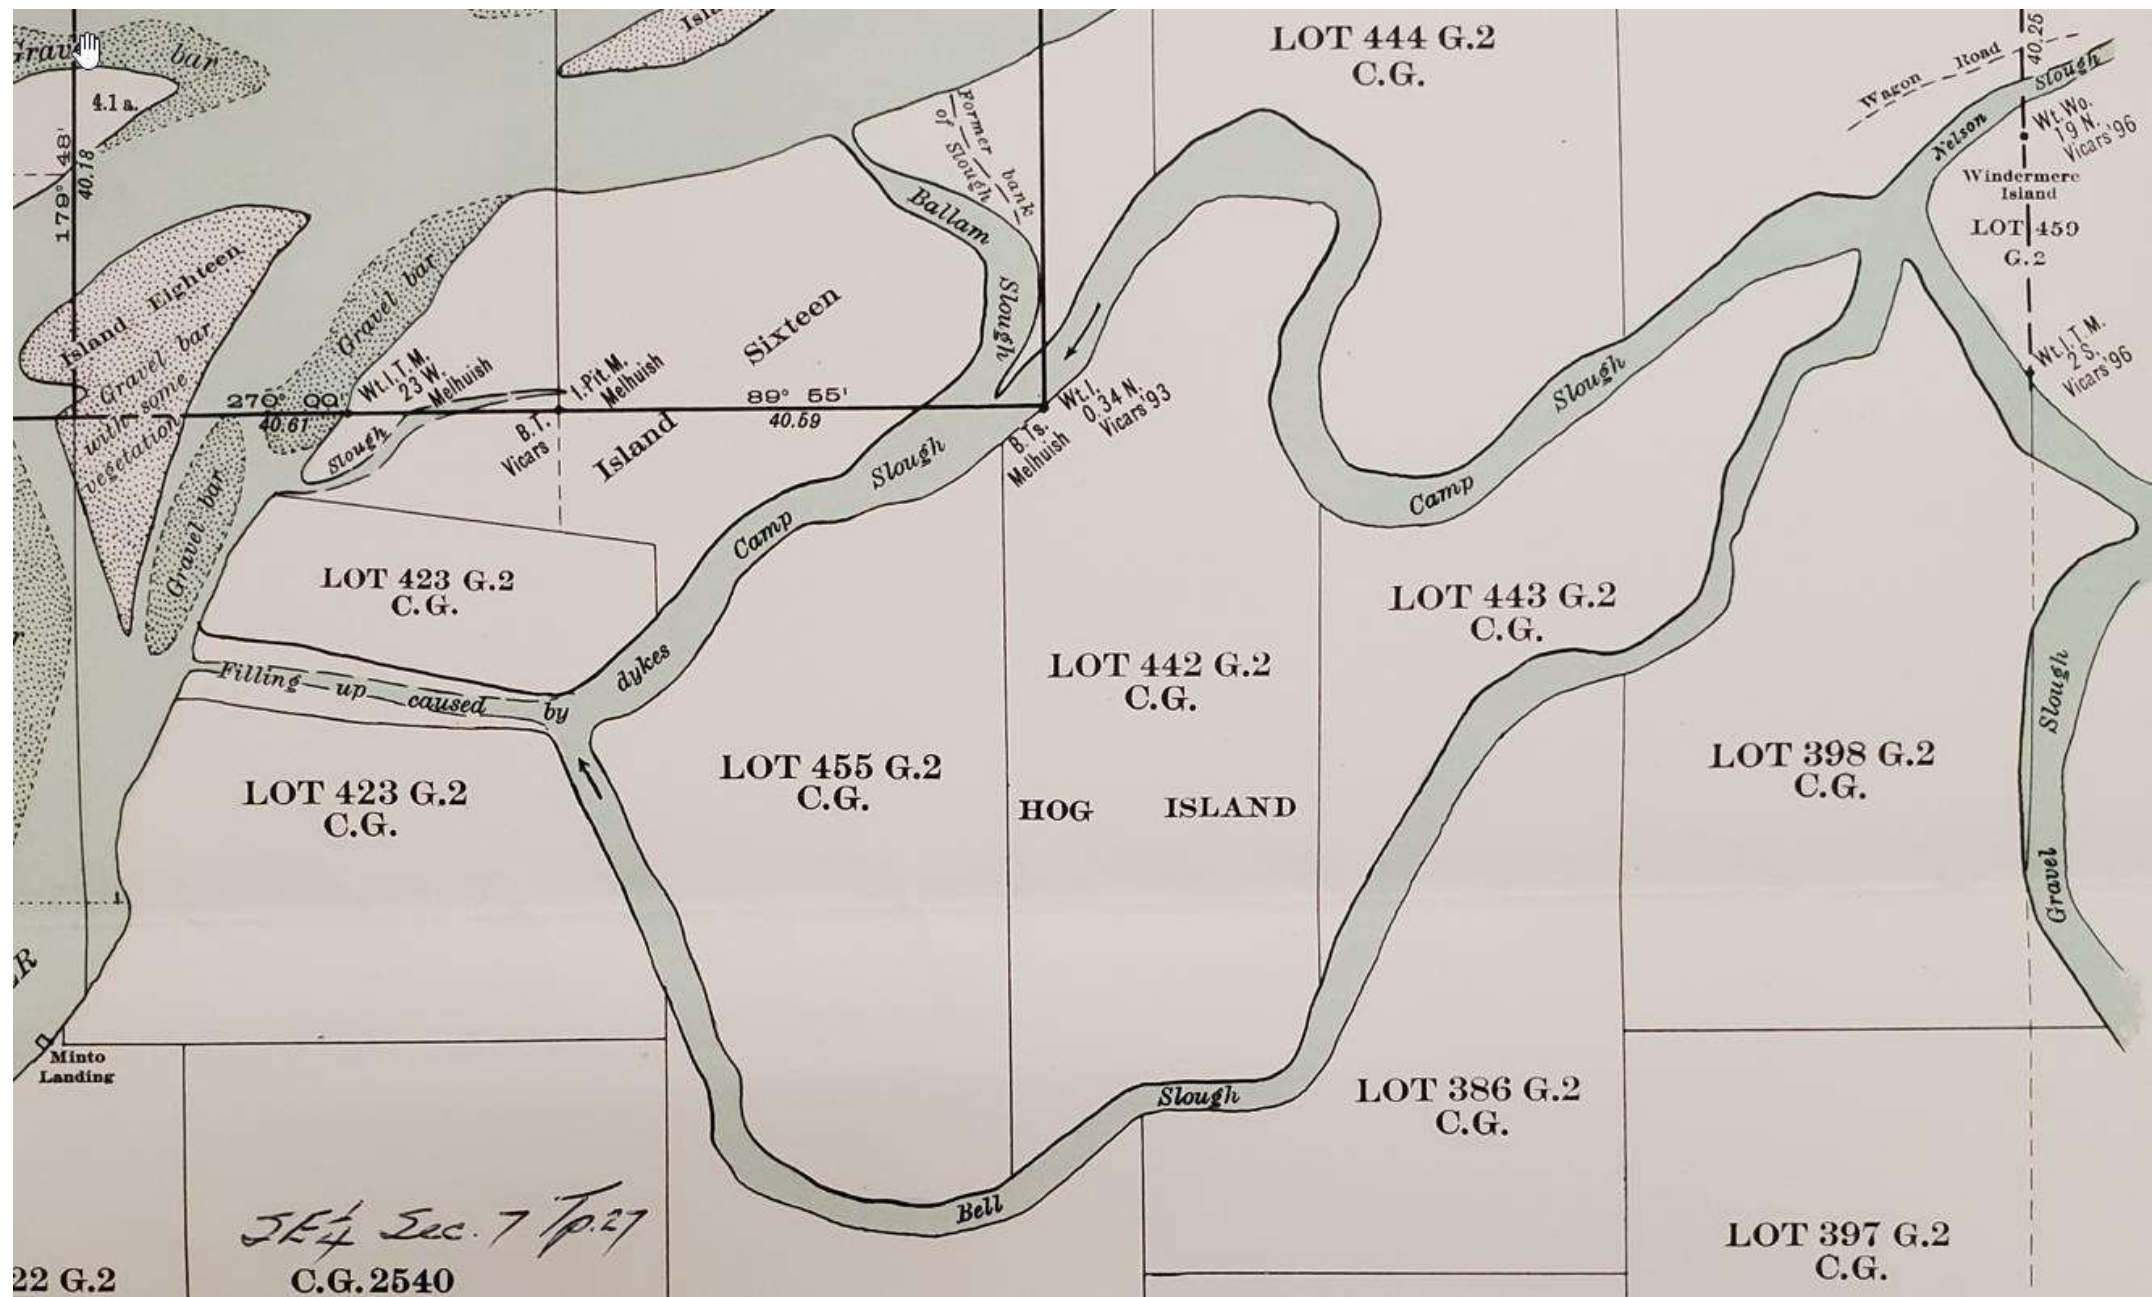 Isla
LOT 444 G.2
C.G.
Wagon Road
40.25
Nelson Slough
bar
4.1 a.
179° 48'
40.18
Former bank
of Slough
Wt. Wo.
19 N.
Vicars '96
Windermere
Island
LOT 459
G.2
Ballam Slough
Island Eighteen
Gravel bar
with some
vegetation
Gravel bar
Sixteen
Island
Wt. I. T. M.
23 W.
Melhuish
I. Pit. M.
Melhuish
270° 00'
40.61
89° 55'
40.59
Slough
B.T.
Vicars
Wt. I.
0.34 N.
Vicars '93
B. Ts.
Melhuish
Wt. I. T. M.
2 S.
Vicars '96
Camp Slough
Camp Slough
Gravel bar
LOT 423 G.2
C.G.
LOT 443 G.2
C.G.
Filling up caused by dykes
LOT 442 G.2
C.G.
LOT 455 G.2
C.G.
LOT 398 G.2
C.G.
LOT 423 G.2
C.G.
HOG ISLAND
Gravel Slough
ER
Minto
Landing
LOT 386 G.2
C.G.
Bell Slough
SE 1/4 Sec. 7 Tp. 27
C.G. 2540
22 G.2
LOT 397 G.2
C.G.